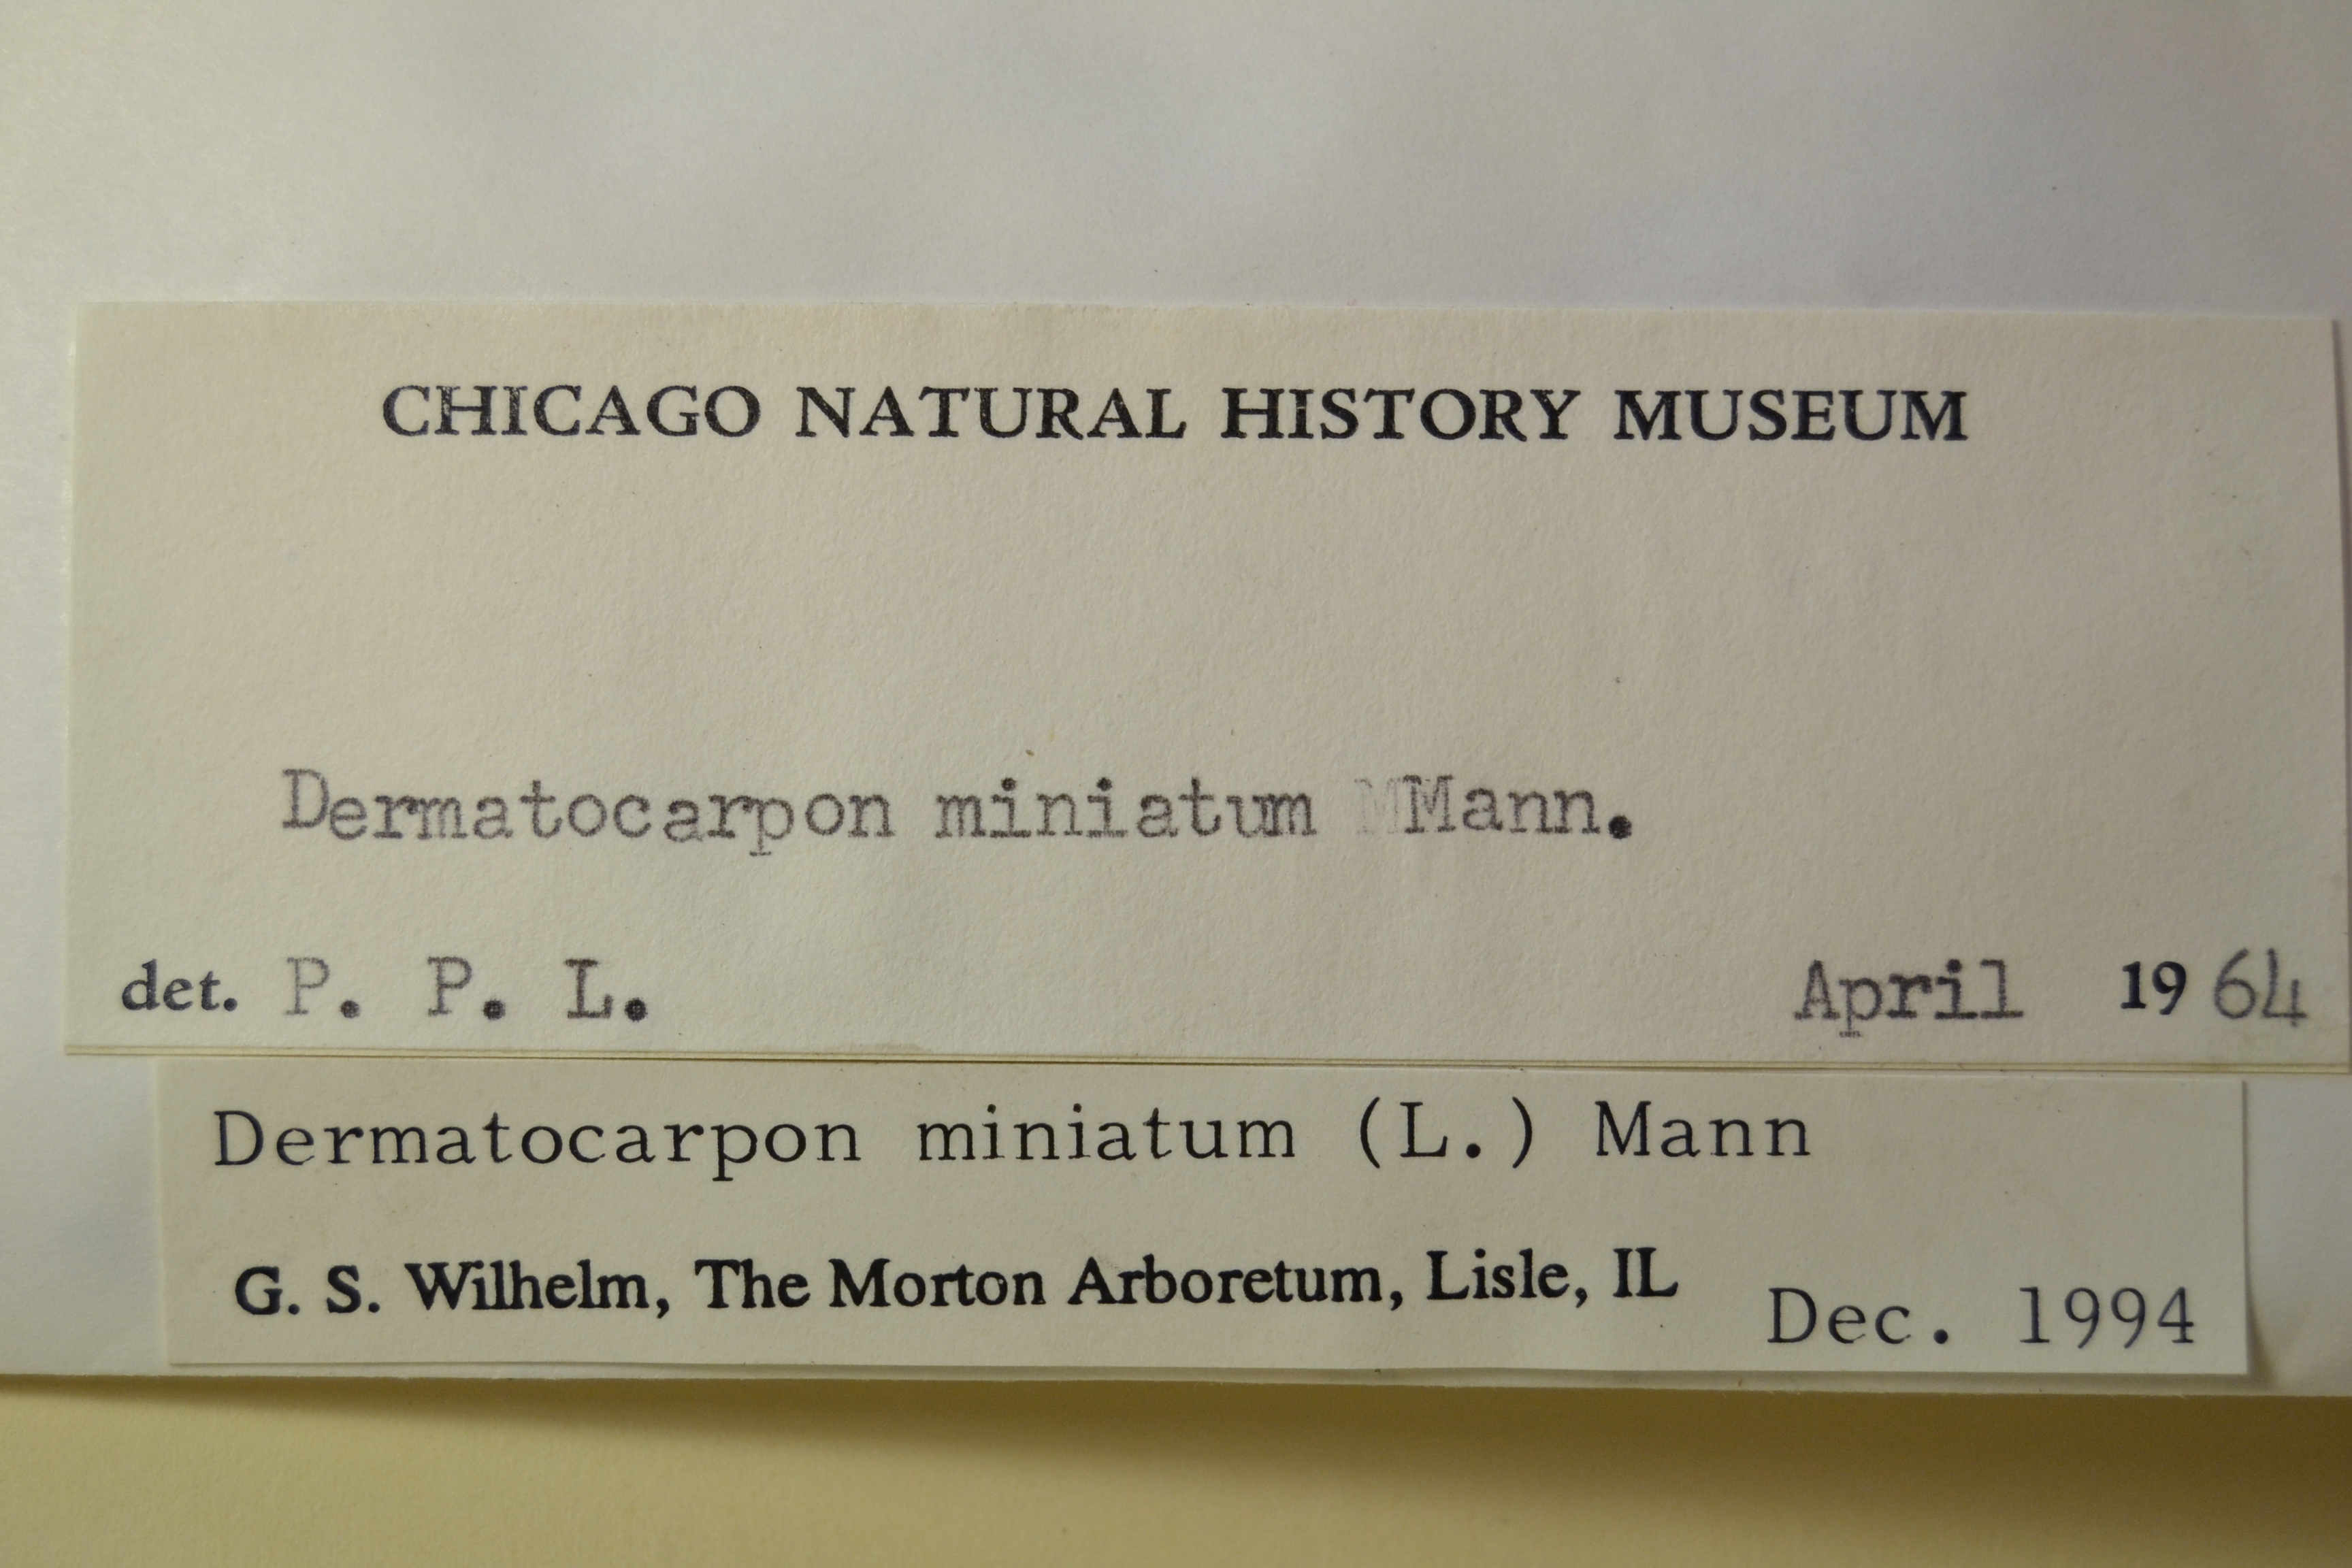 CHICAGO NATURAL HISTORY MUSEUM
Dermatocarpon miniatum MMann.
det. P. P. L. April 1964
Dermatocarpon miniatum (L.) Mann
G. S. Wilhelm, The Morton Arboretum, Lisle, IL Dec. 1994